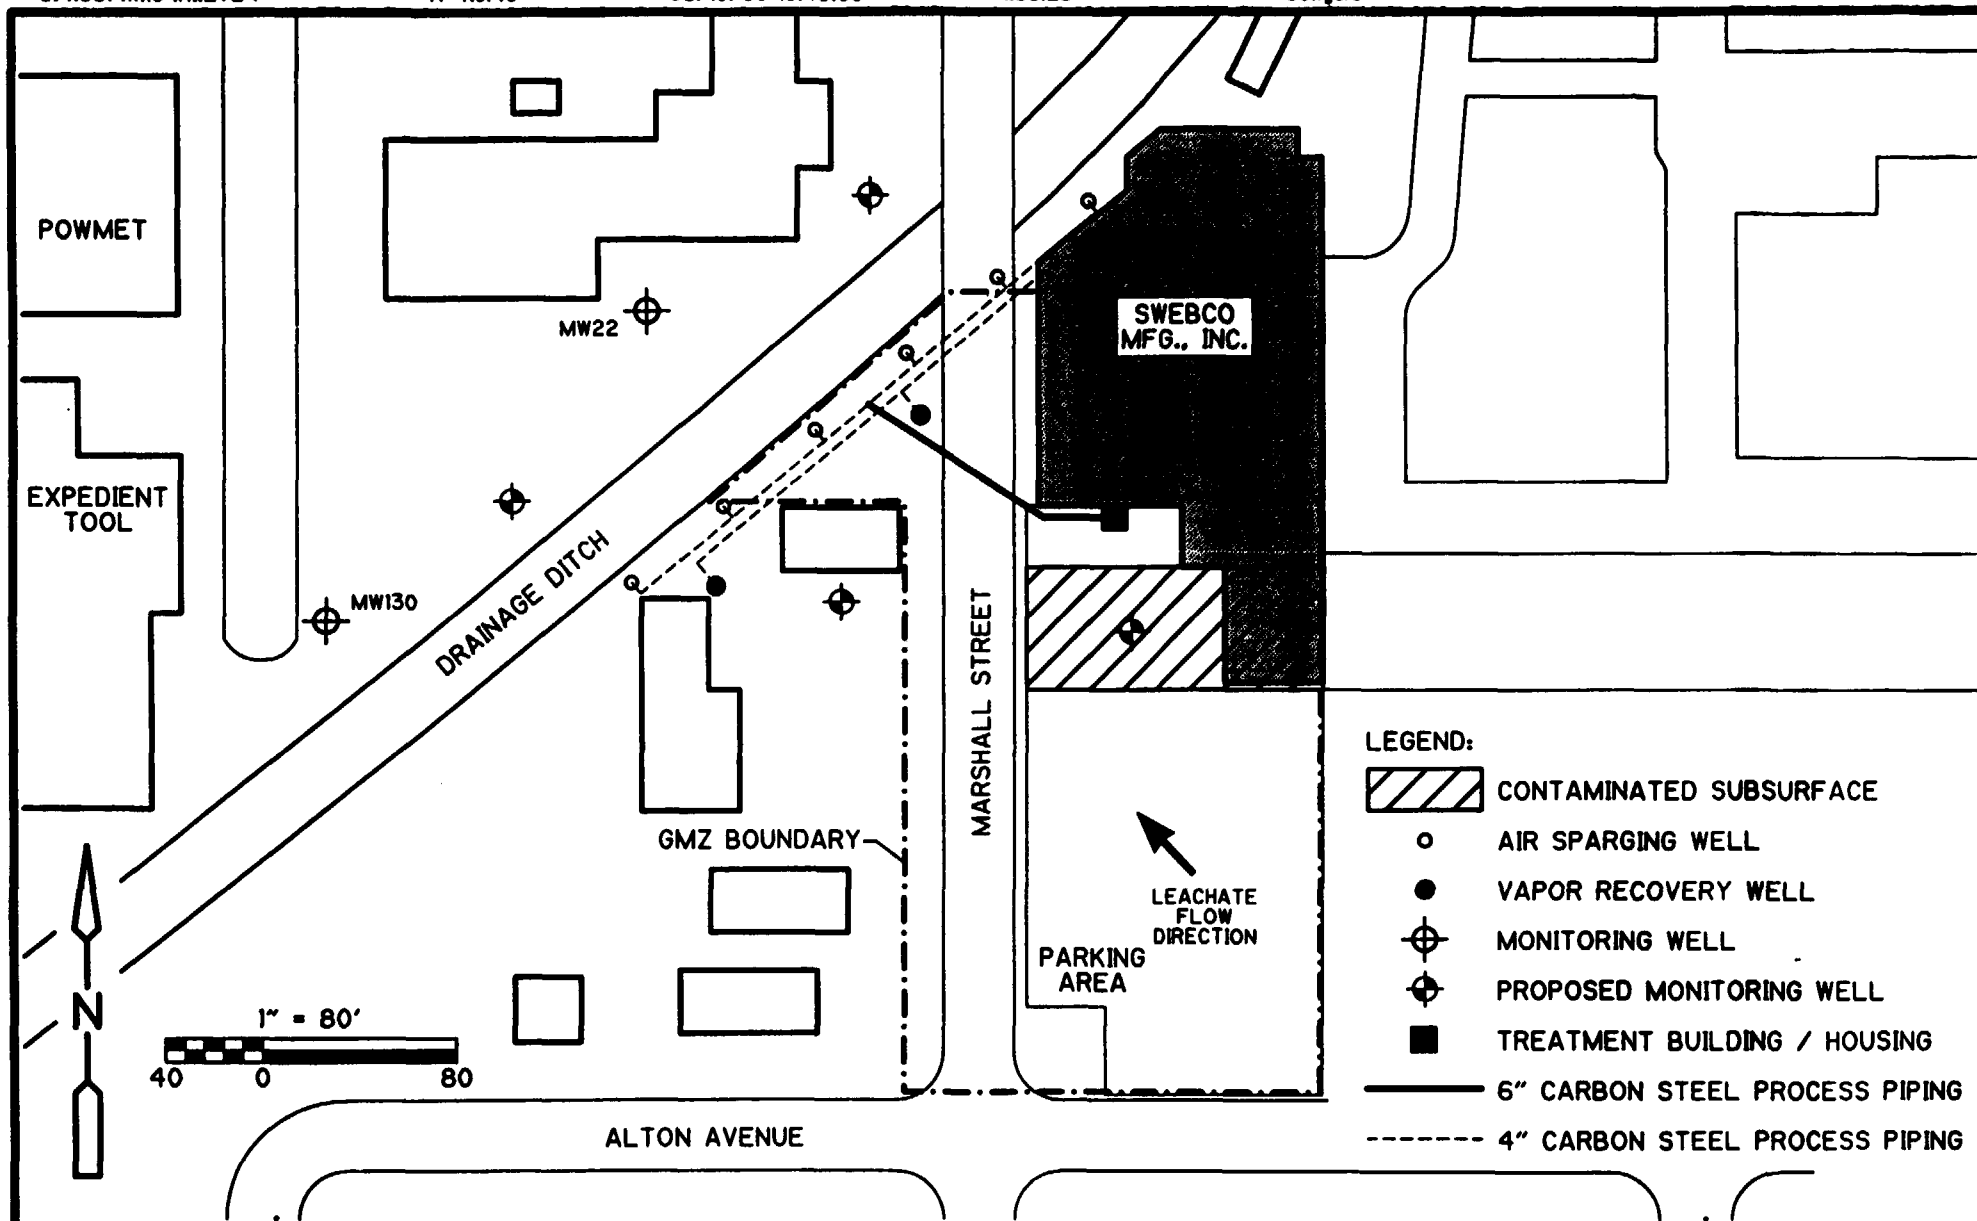 POWMET
MW22
SWEBCO
MFG., INC.
EXPEDIENT
TOOL
MW130
DRAINAGE DITCH
MARSHALL STREET
GMZ BOUNDARY
LEACHATE
FLOW
DIRECTION
PARKING
AREA
N
1" = 80'
40 0 80
ALTON AVENUE
LEGEND:
CONTAMINATED SUBSURFACE
AIR SPARGING WELL
VAPOR RECOVERY WELL
MONITORING WELL
PROPOSED MONITORING WELL
TREATMENT BUILDING / HOUSING
6" CARBON STEEL PROCESS PIPING
4" CARBON STEEL PROCESS PIPING